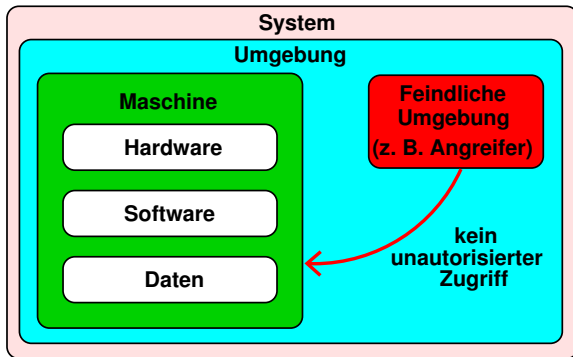 System
Umgebung
Maschine
Hardware
Software
Daten
Feindliche
Umgebung
(z. B. Angreifer)
kein
unautorisierter
Zugriff